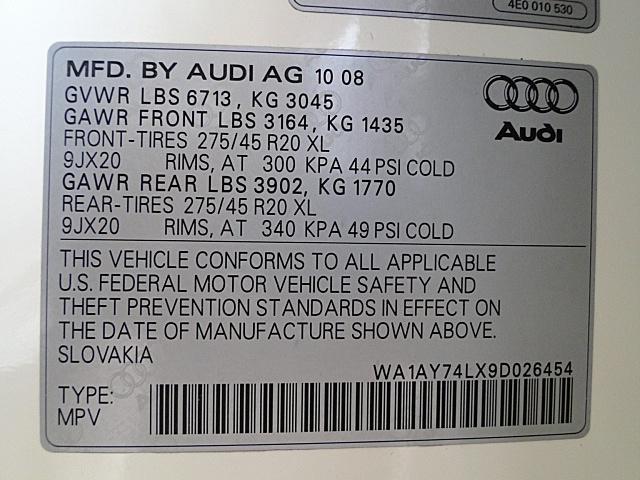 4E0 010 530
MFD. BY AUDI AG 10 08
GVWR LBS 6713, KG 3045
GAWR FRONT LBS 3164, KG 1435
FRONT-TIRES 275/45 R20 XL
9JX20 RIMS, AT 300 KPA 44 PSI COLD
GAWR REAR LBS 3902, KG 1770
REAR-TIRES 275/45 R20 XL
9JX20 RIMS, AT 340 KPA 49 PSI COLD
Audi
THIS VEHICLE CONFORMS TO ALL APPLICABLE
U.S. FEDERAL MOTOR VEHICLE SAFETY AND
THEFT PREVENTION STANDARDS IN EFFECT ON
THE DATE OF MANUFACTURE SHOWN ABOVE.
SLOVAKIA
WA1AY74LX9D026454
TYPE:
MPV